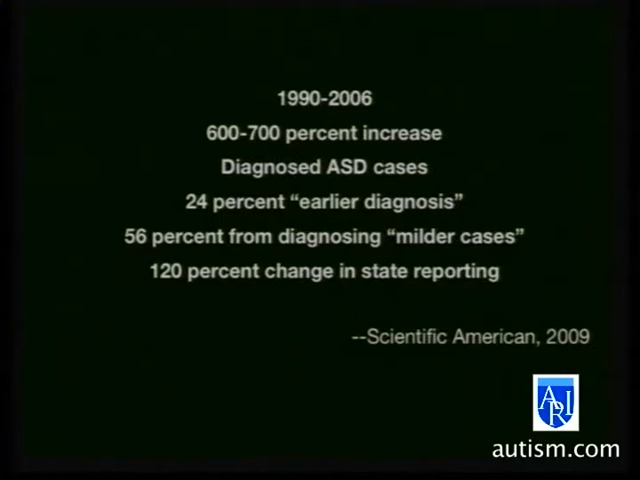 1990-2006
600-700 percent increase
Diagnosed ASD cases
24 percent “earlier diagnosis”
56 percent from diagnosing “milder cases”
120 percent change in state reporting
--Scientific American, 2009
ARI
autism.com